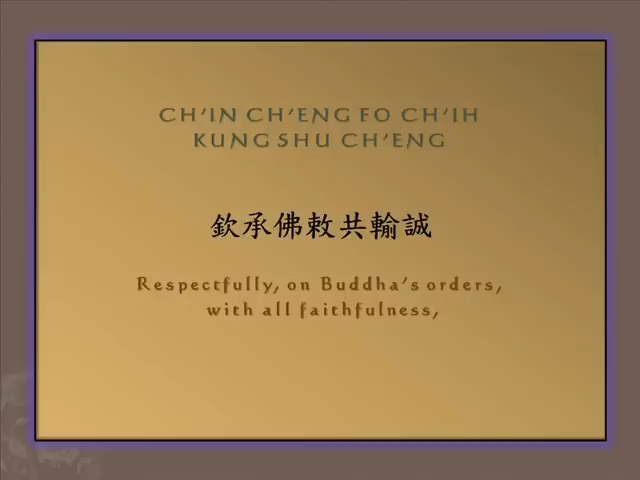 CH'IN CH'ENG FO CH'IH
KUNG SHU CH'ENG
欽承佛敕共輸誠
Respectfully, on Buddha's orders,
with all faithfulness,